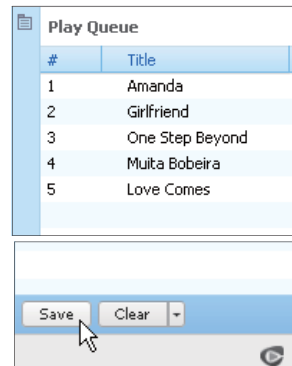 Play Queue
# Title
1 Amanda
2 Girlfriend
3 One Step Beyond
4 Muita Bobeira
5 Love Comes
Save Clear